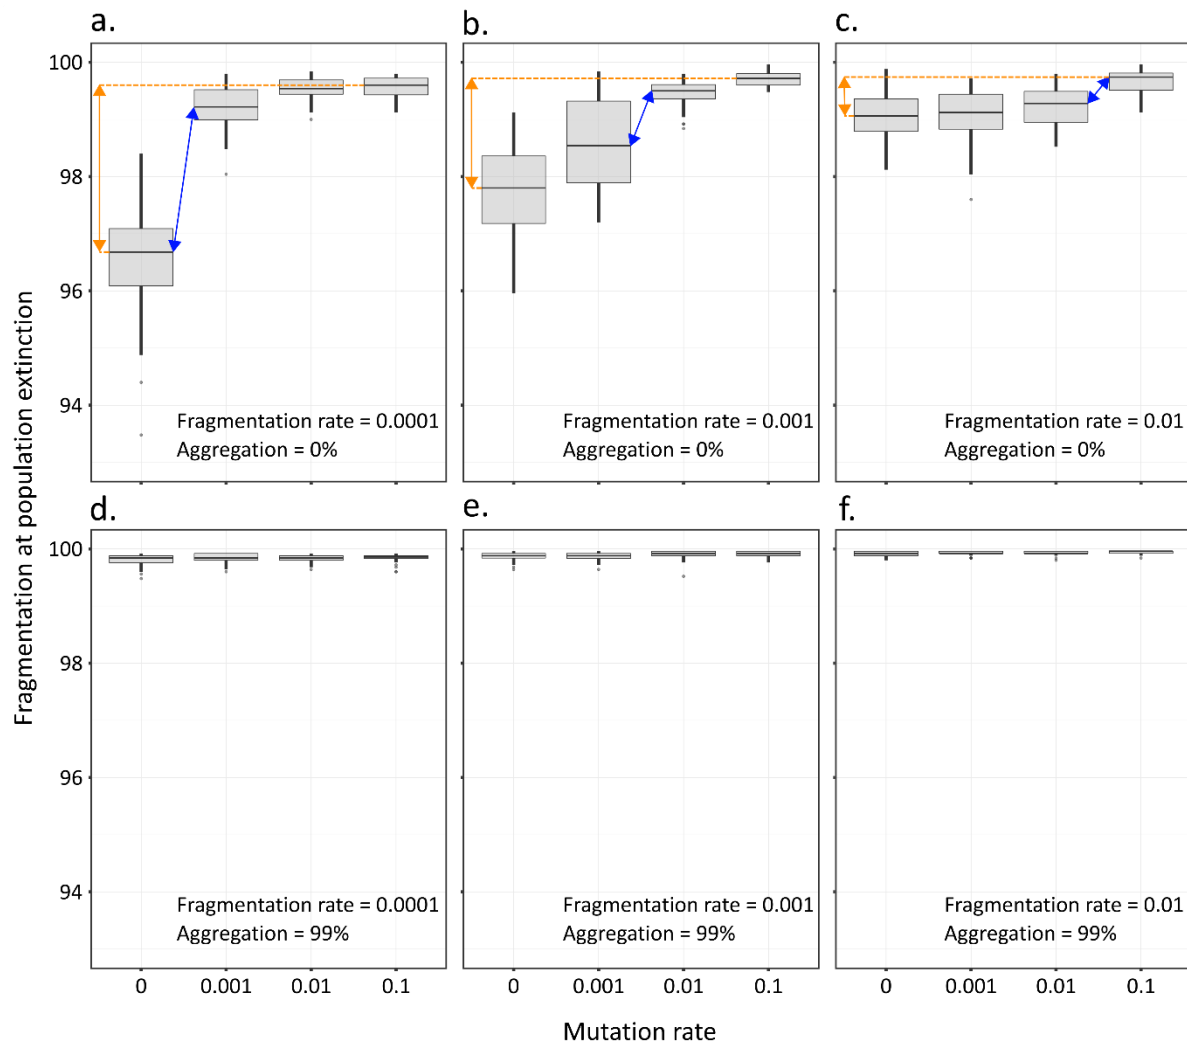 a.
b.
c.
100
98
96
94
Fragmentation rate = 0.0001
Aggregation = 0%
Fragmentation rate = 0.001
Aggregation = 0%
Fragmentation rate = 0.01
Aggregation = 0%
Fragmentation at population extinction
d.
e.
f.
100
98
96
94
Fragmentation rate = 0.0001
Aggregation = 99%
Fragmentation rate = 0.001
Aggregation = 99%
Fragmentation rate = 0.01
Aggregation = 99%
0 0.001 0.01 0.1
0 0.001 0.01 0.1
0 0.001 0.01 0.1
Mutation rate